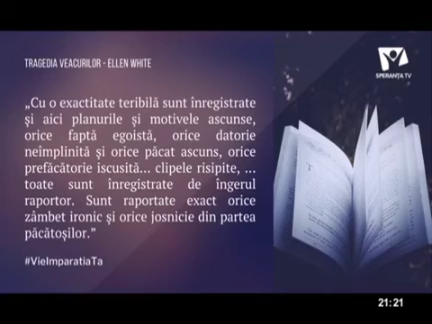 TRAGEDIA VEACURILOR - ELLEN WHITE
SPERANȚA TV
„Cu o exactitate teribilă sunt înregistrate
și aici planurile și motivele ascunse,
orice faptă egoistă, orice datorie
neîmplinită și orice păcat ascuns, orice
prefăcătorie iscusită... clipele risipite, ...
toate sunt înregistrate de îngerul
raportor. Sunt raportate exact orice
zâmbet ironic și orice josnicie din partea
păcătoșilor.”
#VieImparatiaTa
21:21